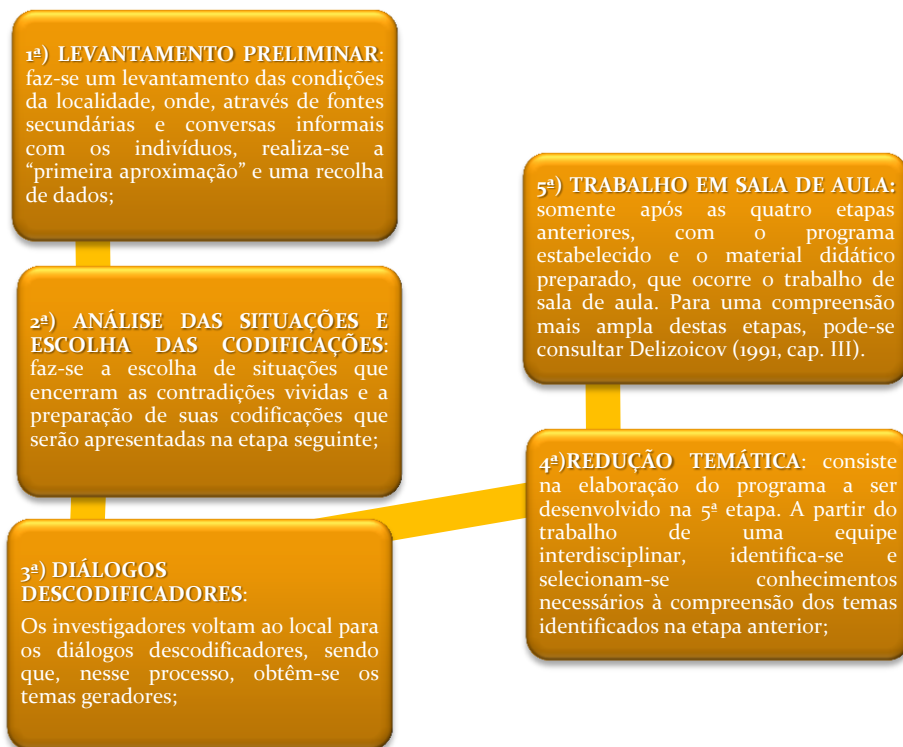 1ª) LEVANTAMENTO PRELIMINAR:
faz-se um levantamento das condições
da localidade, onde, através de fontes
secundárias e conversas informais
com os indivíduos, realiza-se a
“primeira aproximação” e uma recolha
de dados;
2ª) ANÁLISE DAS SITUAÇÕES E
ESCOLHA DAS CODIFICAÇÕES:
faz-se a escolha de situações que
encerram as contradições vividas e a
preparação de suas codificações que
serão apresentadas na etapa seguinte;
3ª) DIÁLOGOS
DESCODIFICADORES:
Os investigadores voltam ao local para
os diálogos descodificadores, sendo
que, nesse processo, obtêm-se os
temas geradores;
4ª)REDUÇÃO TEMÁTICA: consiste
na elaboração do programa a ser
desenvolvido na 5ª etapa. A partir do
trabalho de uma equipe
interdisciplinar, identifica-se e
selecionam-se conhecimentos
necessários à compreensão dos temas
identificados na etapa anterior;
5ª) TRABALHO EM SALA DE AULA:
somente após as quatro etapas
anteriores, com o programa
estabelecido e o material didático
preparado, que ocorre o trabalho de
sala de aula. Para uma compreensão
mais ampla destas etapas, pode-se
consultar Delizoicov (1991, cap. III).